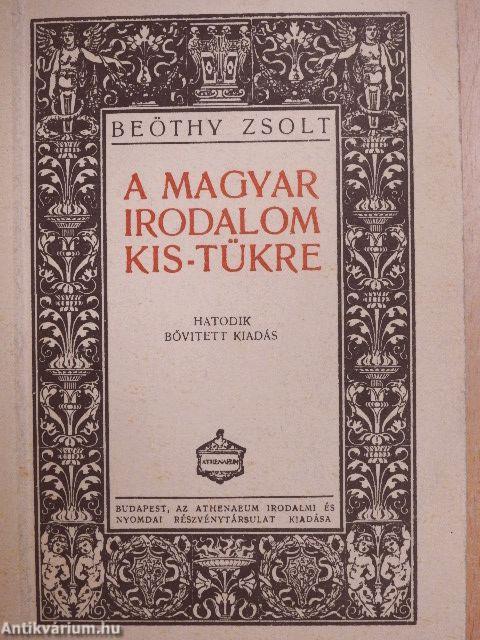 BEÖTHY ZSOLT
A MAGYAR
IRODALOM
KIS-TÜKRE
HATODIK
BŐVITETT KIADÁS
ATHENAEUM
BUDAPEST, AZ ATHENAEUM IRODALMI ÉS
NYOMDAI RÉSZVÉNYTÁRSULAT KIADÁSA
Antikvárium.hu